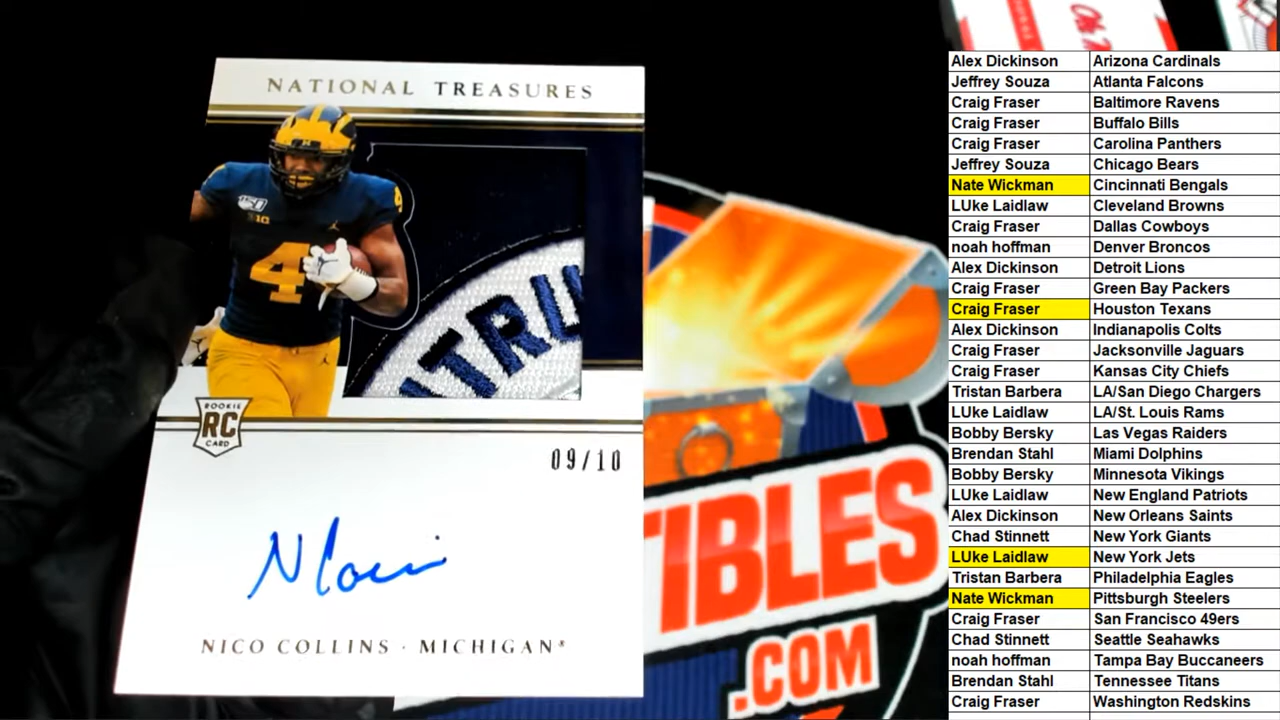 NATIONAL TREASURES
150
B1G
4
4
TRU
ROOKIE
RC
CARD
09/10
N Coll
NICO COLLINS · MICHIGAN®
TIBLES
.COM
Alex Dickinson Arizona Cardinals
Jeffrey Souza Atlanta Falcons
Craig Fraser Baltimore Ravens
Craig Fraser Buffalo Bills
Craig Fraser Carolina Panthers
Jeffrey Souza Chicago Bears
Nate Wickman Cincinnati Bengals
LUke Laidlaw Cleveland Browns
Craig Fraser Dallas Cowboys
noah hoffman Denver Broncos
Alex Dickinson Detroit Lions
Craig Fraser Green Bay Packers
Craig Fraser Houston Texans
Alex Dickinson Indianapolis Colts
Craig Fraser Jacksonville Jaguars
Craig Fraser Kansas City Chiefs
Tristan Barbera LA/San Diego Chargers
LUke Laidlaw LA/St. Louis Rams
Bobby Bersky Las Vegas Raiders
Brendan Stahl Miami Dolphins
Bobby Bersky Minnesota Vikings
LUke Laidlaw New England Patriots
Alex Dickinson New Orleans Saints
Chad Stinnett New York Giants
LUke Laidlaw New York Jets
Tristan Barbera Philadelphia Eagles
Nate Wickman Pittsburgh Steelers
Craig Fraser San Francisco 49ers
Chad Stinnett Seattle Seahawks
noah hoffman Tampa Bay Buccaneers
Brendan Stahl Tennessee Titans
Craig Fraser Washington Redskins